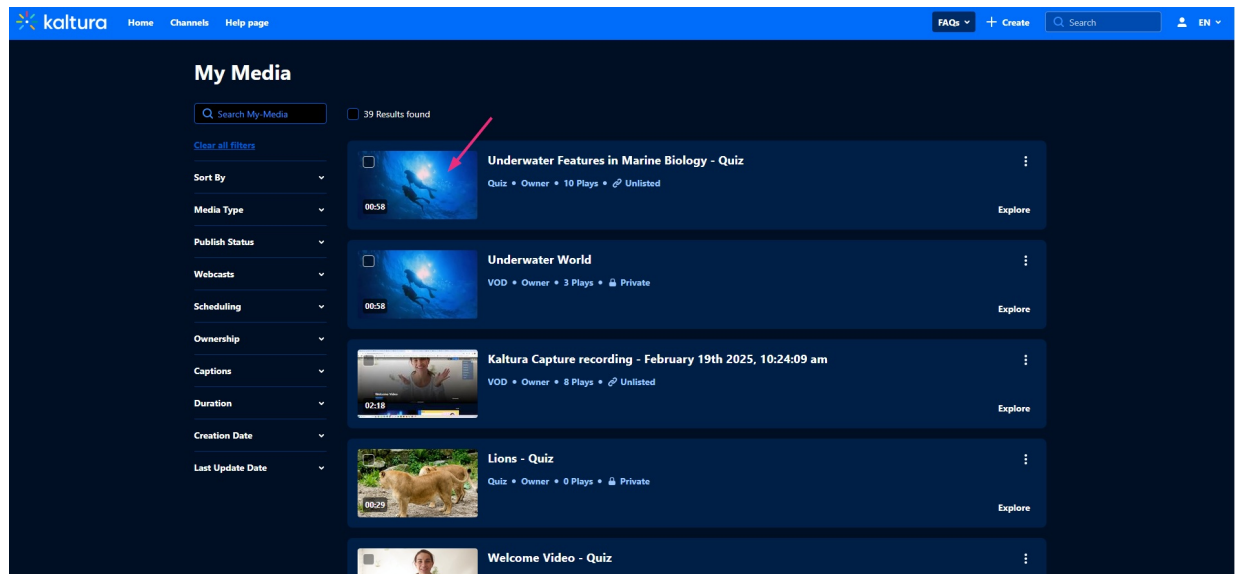 kaltura Home Channels Help page FAQs + Create Search EN
My Media
Search My-Media
39 Results found
Clear all filters
Sort By
Media Type
Publish Status
Webcasts
Scheduling
Ownership
Captions
Duration
Creation Date
Last Update Date
Underwater Features in Marine Biology - Quiz
Quiz • Owner • 10 Plays • Unlisted
00:58
Explore
Underwater World
VOD • Owner • 3 Plays • Private
00:58
Explore
Kaltura Capture recording - February 19th 2025, 10:24:09 am
VOD • Owner • 8 Plays • Unlisted
02:18
Explore
Lions - Quiz
Quiz • Owner • 0 Plays • Private
00:29
Explore
Welcome Video - Quiz